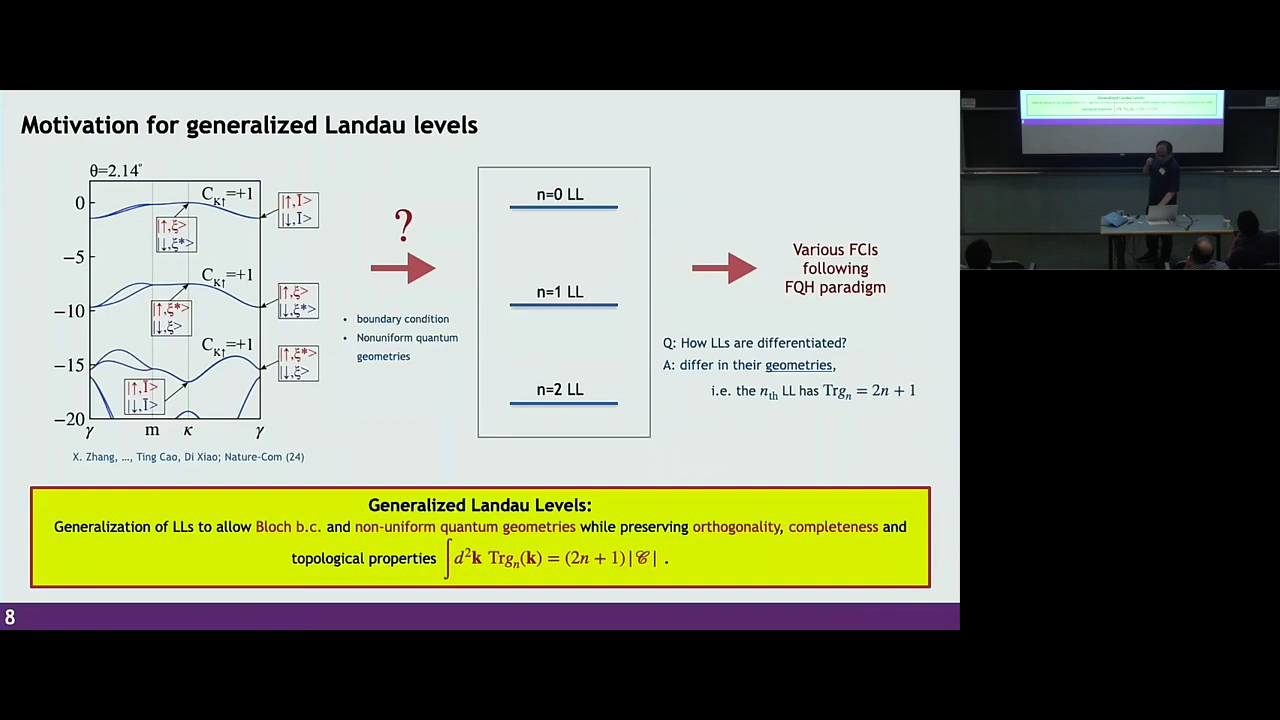 Motivation for generalized Landau levels
θ=2.14°
0
−5
−10
−15
−20
γ m κ γ
C_K↑=+1
C_K↑=+1
C_K↑=+1
|↑,I>
|↓,I>
|↑,ξ>
|↓,ξ*>
|↑,ξ>
|↓,ξ*>
|↑,ξ*>
|↓,ξ>
|↑,ξ*>
|↓,ξ>
|↑,I>
|↓,I>
X. Zhang, …, Ting Cao, Di Xiao; Nature-Com (24)
?
• boundary condition
• Nonuniform quantum
geometries
n=0 LL
n=1 LL
n=2 LL
Various FCIs
following
FQH paradigm
Q: How LLs are differentiated?
A: differ in their geometries,
i.e. the n_th LL has Trg_n = 2n + 1
Generalized Landau Levels:
Generalization of LLs to allow Bloch b.c. and non-uniform quantum geometries while preserving orthogonality, completeness and
topological properties ∫d²k Trg_n(k) = (2n + 1)|𝒞| .
8
Generalized Landau Levels: